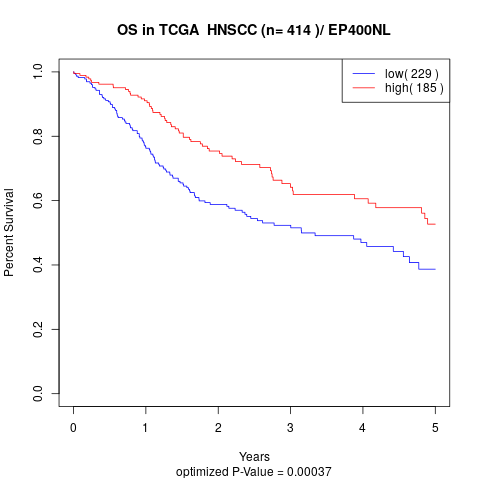 OS in TCGA  HNSCC (n= 414 )/ EP400NL
low( 229 )
high( 185 )
Percent Survival
1.0
0.8
0.6
0.4
0.2
0.0
0 1 2 3 4 5
Years
optimized P-Value = 0.00037